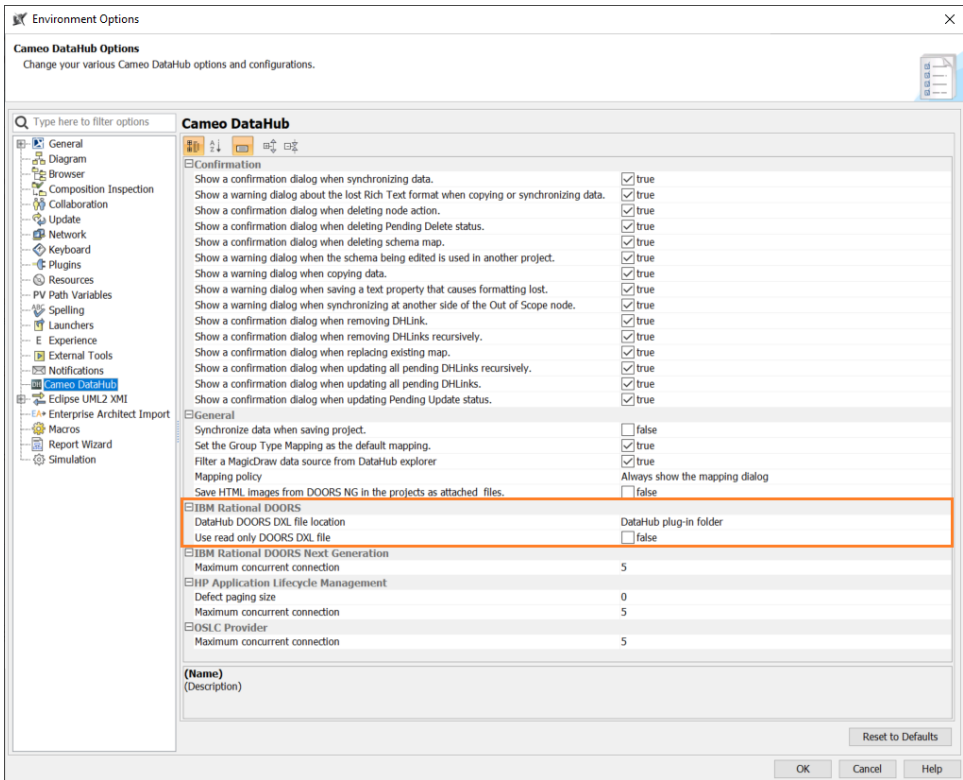 Environment Options
Cameo DataHub Options
Change your various Cameo DataHub options and configurations.
Type here to filter options
General
Diagram
Browser
Composition Inspection
Collaboration
Update
Network
Keyboard
Plugins
Resources
PV Path Variables
ABC Spelling
Launchers
E Experience
External Tools
Notifications
DH Cameo DataHub
Eclipse UML2 XMI
EA Enterprise Architect Import
Macros
Report Wizard
Simulation
Cameo DataHub
Confirmation
Show a confirmation dialog when synchronizing data. true
Show a warning dialog about the lost Rich Text format when copying or synchronizing data. true
Show a confirmation dialog when deleting node action. true
Show a confirmation dialog when deleting Pending Delete status. true
Show a confirmation dialog when deleting schema map. true
Show a warning dialog when the schema being edited is used in another project. true
Show a warning dialog when copying data. true
Show a warning dialog when saving a text property that causes formatting lost. true
Show a warning dialog when synchronizing at another side of the Out of Scope node. true
Show a confirmation dialog when removing DHLink. true
Show a confirmation dialog when removing DHLinks recursively. true
Show a confirmation dialog when replacing existing map. true
Show a confirmation dialog when updating all pending DHLinks recursively. true
Show a confirmation dialog when updating all pending DHLinks. true
Show a confirmation dialog when updating Pending Update status. true
General
Synchronize data when saving project. false
Set the Group Type Mapping as the default mapping. true
Filter a MagicDraw data source from DataHub explorer true
Mapping policy Always show the mapping dialog
Save HTML images from DOORS NG in the projects as attached files. false
IBM Rational DOORS
DataHub DOORS DXL file location DataHub plug-in folder
Use read only DOORS DXL file false
IBM Rational DOORS Next Generation
Maximum concurrent connection 5
HP Application Lifecycle Management
Defect paging size 0
Maximum concurrent connection 5
OSLC Provider
Maximum concurrent connection 5
(Name)
(Description)
Reset to Defaults
OK Cancel Help